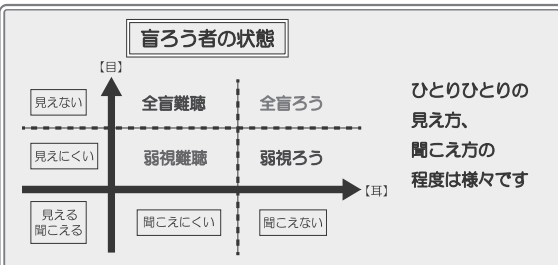 盲ろう者の状態
【目】
見えない
全盲難聴
全盲ろう
見えにくい
弱視難聴
弱視ろう
【耳】
見える
聞こえる
聞こえにくい
聞こえない
ひとりひとりの
見え方、
聞こえ方の
程度は様々です